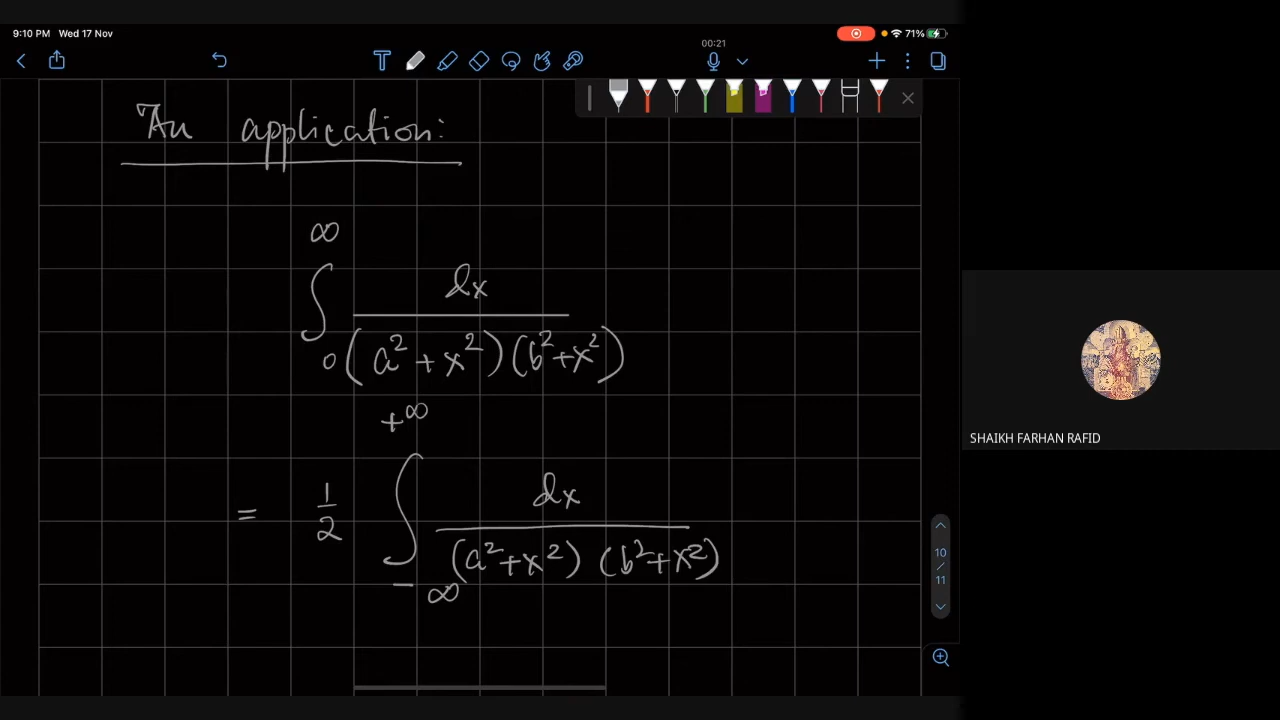 9:10 PM Wed 17 Nov
71%
00:21
An application:
∞
∫ dx
0 (a²+x²)(b²+x²)
+∞
= 1/2 ∫ dx
-∞ (a²+x²) (b²+x²)
10
/
11
SHAIKH FARHAN RAFID